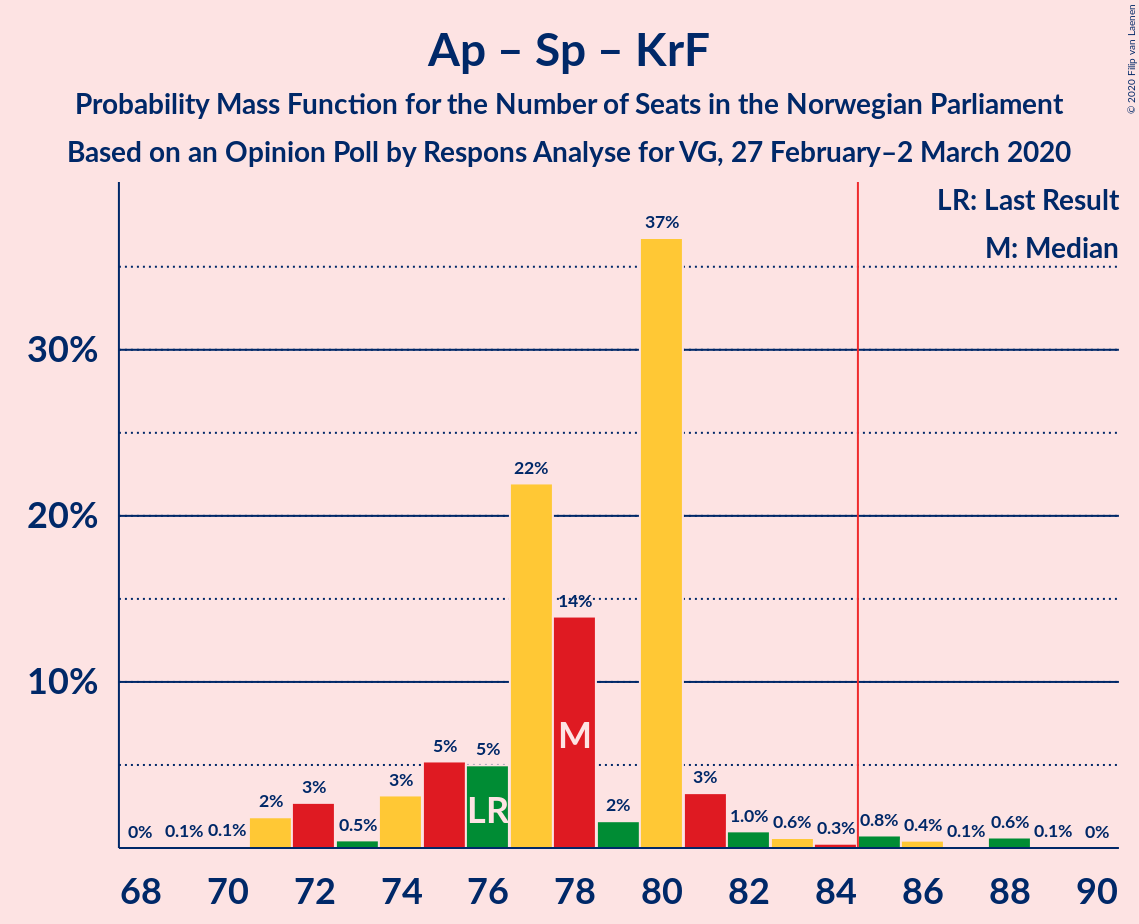 Ap – Sp – KrF
Probability Mass Function for the Number of Seats in the Norwegian Parliament
Based on an Opinion Poll by Respons Analyse for VG, 27 February–2 March 2020
© 2020 Filip van Laenen
LR: Last Result
M: Median
30%
20%
10%
0%
0.1%
0.1%
2%
3%
0.5%
3%
5%
5%
22%
14%
2%
37%
3%
1.0%
0.6%
0.3%
0.8%
0.4%
0.1%
0.6%
0.1%
0%
LR
M
68 70 72 74 76 78 80 82 84 86 88 90